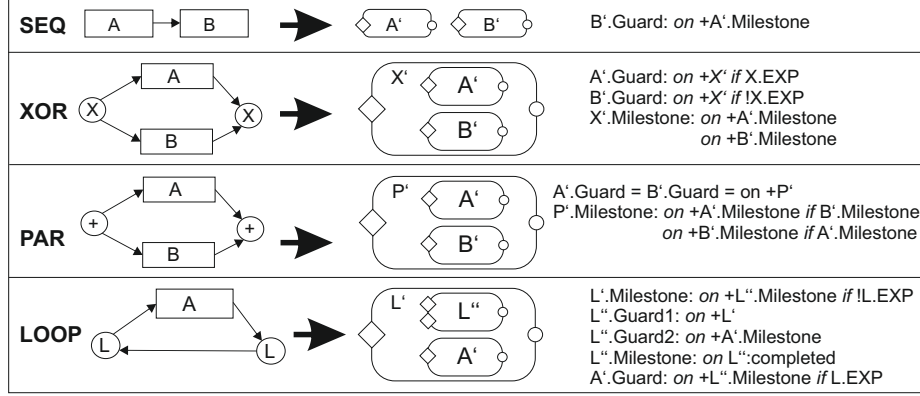 SEQ
A
B
A‘
B‘
B‘.Guard: on +A‘.Milestone
XOR
X
A
B
X
X‘
A‘
B‘
A‘.Guard: on +X‘ if X.EXP
B‘.Guard: on +X‘ if !X.EXP
X‘.Milestone: on +A‘.Milestone
on +B‘.Milestone
PAR
+
A
B
+
P‘
A‘
B‘
A‘.Guard = B‘.Guard = on +P‘
P‘.Milestone: on +A‘.Milestone if B‘.Milestone
on +B‘.Milestone if A‘.Milestone
LOOP
L
A
L
L‘
L“
A‘
L‘.Milestone: on +L“.Milestone if !L.EXP
L“.Guard1: on +L‘
L“.Guard2: on +A‘.Milestone
L“.Milestone: on L“:completed
A‘.Guard: on +L“.Milestone if L.EXP